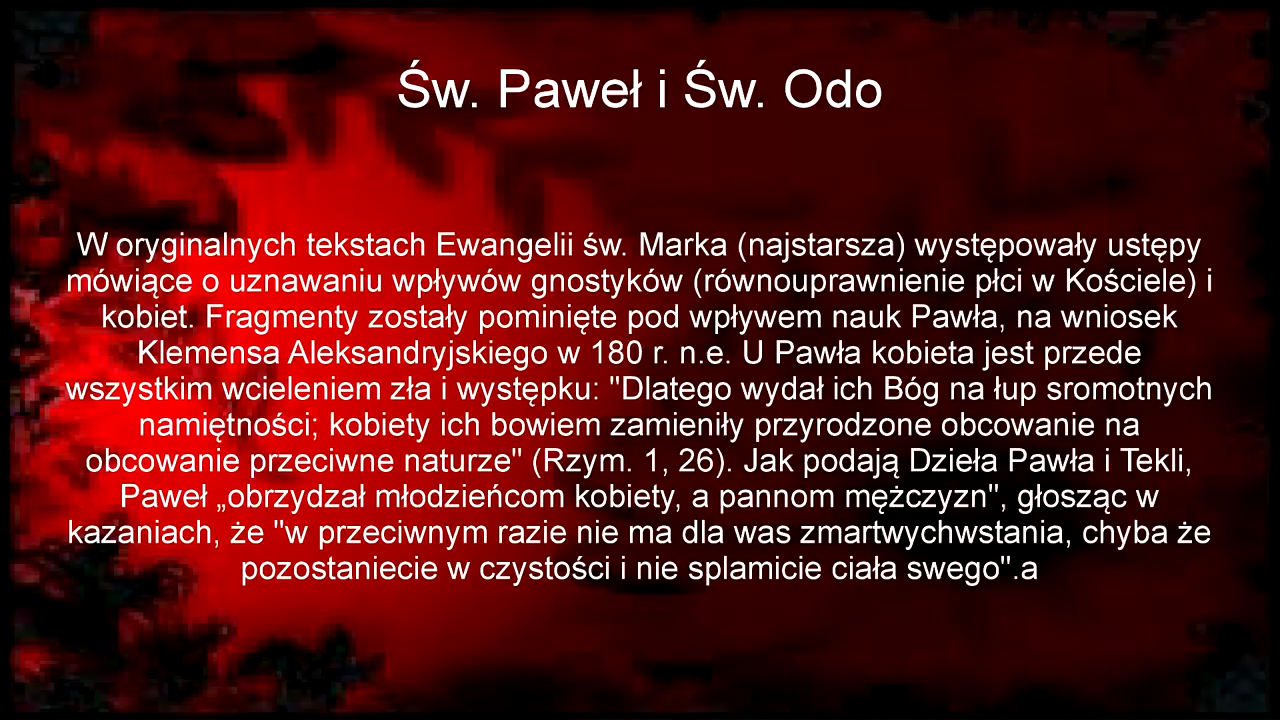 Św. Paweł i Św. Odo
W oryginalnych tekstach Ewangelii św. Marka (najstarsza) występowały ustępy
mówiące o uznawaniu wpływów gnostyków (równouprawnienie płci w Kościele) i
kobiet. Fragmenty zostały pominięte pod wpływem nauk Pawła, na wniosek
Klemensa Aleksandryjskiego w 180 r. n.e. U Pawła kobieta jest przede
wszystkim wcieleniem zła i występku: "Dlatego wydał ich Bóg na łup sromotnych
namiętności; kobiety ich bowiem zamieniły przyrodzone obcowanie na
obcowanie przeciwne naturze" (Rzym. 1, 26). Jak podają Dzieła Pawła i Tekli,
Paweł „obrzydzał młodzieńcom kobiety, a pannom mężczyzn", głosząc w
kazaniach, że "w przeciwnym razie nie ma dla was zmartwychwstania, chyba że
pozostaniecie w czystości i nie splamicie ciała swego".a